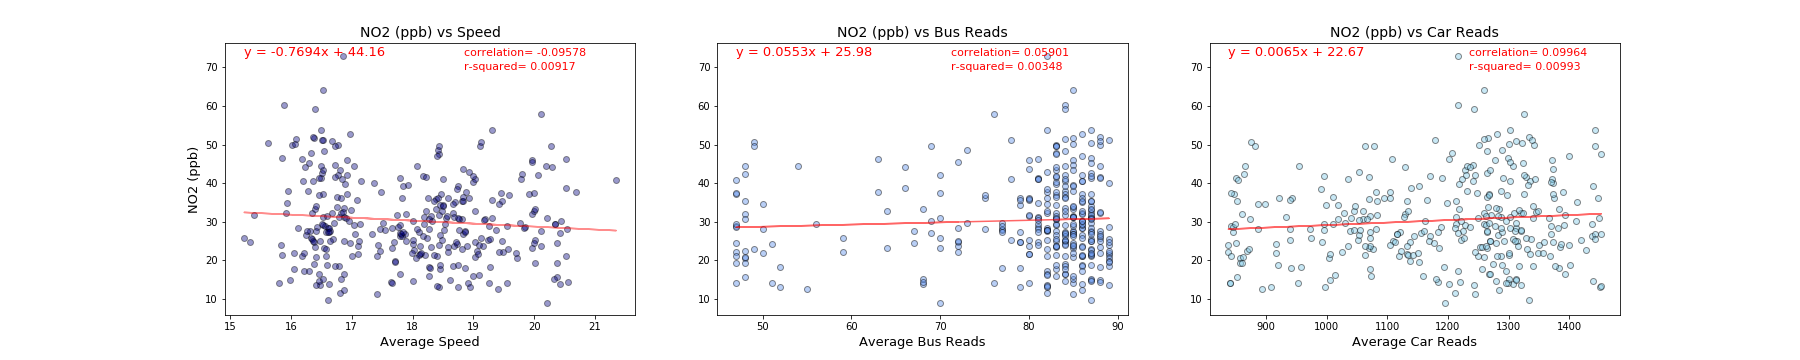 NO2 (ppb) vs Speed
y = -0.7694x + 44.16
correlation= -0.09578
r-squared= 0.00917
NO2 (ppb)
70
60
50
40
30
20
10
15 16 17 18 19 20 21
Average Speed
NO2 (ppb) vs Bus Reads
y = 0.0553x + 25.98
correlation= 0.05901
r-squared= 0.00348
70
60
50
40
30
20
10
50 60 70 80 90
Average Bus Reads
NO2 (ppb) vs Car Reads
y = 0.0065x + 22.67
correlation= 0.09964
r-squared= 0.00993
70
60
50
40
30
20
10
900 1000 1100 1200 1300 1400
Average Car Reads